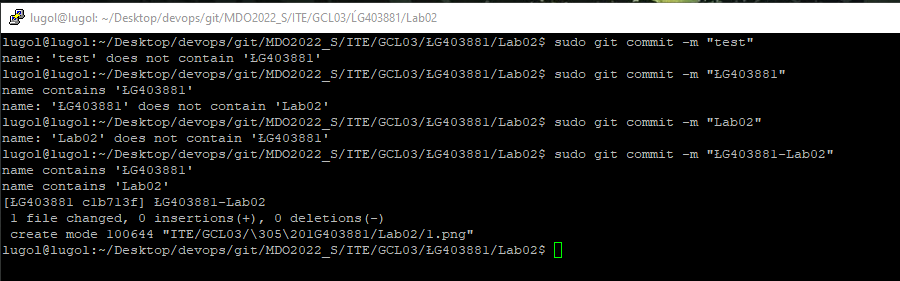 lugol@lugol: ~/Desktop/devops/git/MDO2022_S/ITE/GCL03/ĹG403881/Lab02
lugol@lugol:~/Desktop/devops/git/MDO2022_S/ITE/GCL03/ŁG403881/Lab02$ sudo git commit -m "test"
name: 'test' does not contain 'ŁG403881'
lugol@lugol:~/Desktop/devops/git/MDO2022_S/ITE/GCL03/ŁG403881/Lab02$ sudo git commit -m "ŁG403881"
name contains 'ŁG403881'
name: 'ŁG403881' does not contain 'Lab02'
lugol@lugol:~/Desktop/devops/git/MDO2022_S/ITE/GCL03/ŁG403881/Lab02$ sudo git commit -m "Lab02"
name: 'Lab02' does not contain 'ŁG403881'
lugol@lugol:~/Desktop/devops/git/MDO2022_S/ITE/GCL03/ŁG403881/Lab02$ sudo git commit -m "ŁG403881-Lab02"
name contains 'ŁG403881'
name contains 'Lab02'
[ŁG403881 c1b713f] ŁG403881-Lab02
 1 file changed, 0 insertions(+), 0 deletions(-)
 create mode 100644 "ITE/GCL03/\305\201G403881/Lab02/1.png"
lugol@lugol:~/Desktop/devops/git/MDO2022_S/ITE/GCL03/ŁG403881/Lab02$